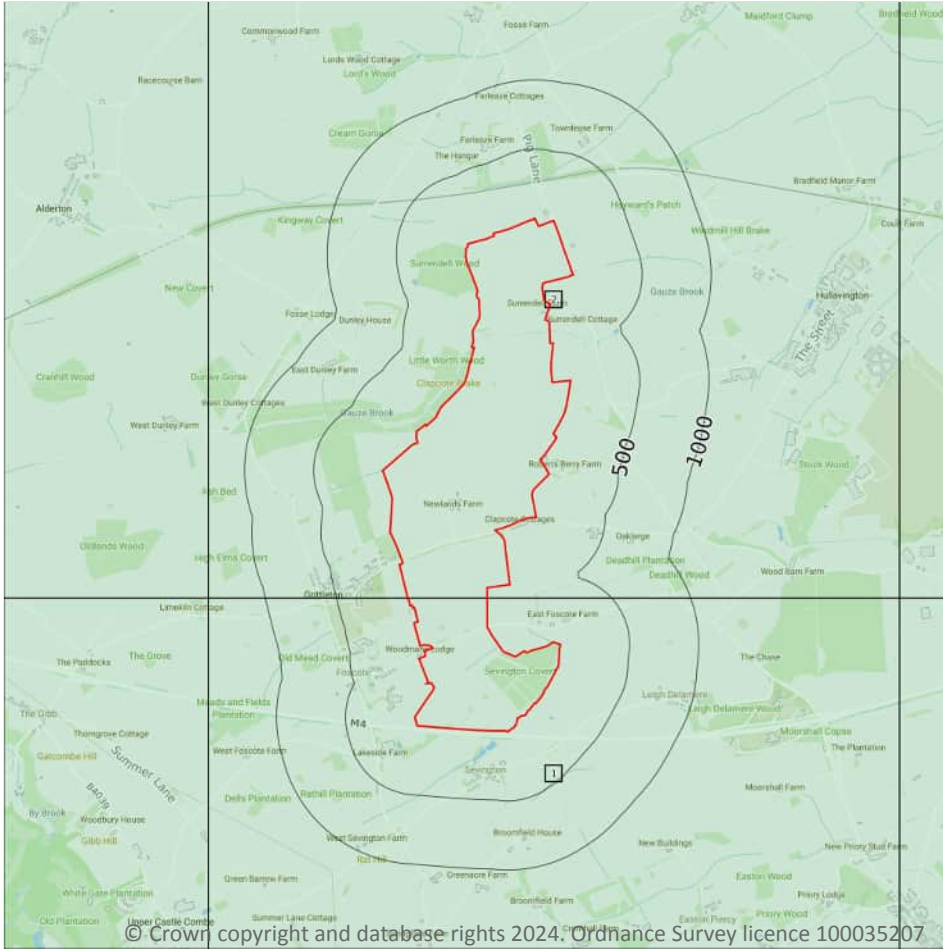 Fosse Farm
Maidford Clump
Bradfield Wood
Commonwood Farm
Lords Wood Cottage
Lord's Wood
Racecourse Barn
Farleaze Cottages
Townleaze Farm
Cream Gorse
Farleaze Farm
Pig Lane
The Hangar
Bradfield Manor Farm
Alderton
Hayward's Patch
Kingway Covert
Court Farm
Windmill Hill Brake
Surrendell Wood
New Covert
Gauze Brook
Hullavington
2
Fosse Lodge
Dunley House
Surrendell Cottage
The Street
Little Worth Wood
East Dunley Farm
Cranhill Wood
Dunley Gorse
Clapcote Brake
West Dunley Cottages
Gauze Brook
West Dunley Farm
500
1000
Roberts Berry Farm
Stock Wood
Ash Bed
Newlands Farm
Clapcote Cottages
Oaklerge
Oldlands Wood
High Elms Covert
Deadhill Plantation
Deadhill Wood
Wood Barn Farm
Grittleton
Limekiln Cottage
East Foscote Farm
Woodmans Lodge
The Paddocks
The Grove
Old Mead Covert
The Chase
Foscote
Sevington Covert
Leigh Delamere
Meads and Fields
Plantation
Leigh Delamere Wood
The Gibb
M4
Moorshall Copse
Thorngrove Cottage
West Foscote Farm
Lakeside Farm
The Plantation
Gatcombe Hill
Summer Lane
Sevington
1
B4039
Dells Plantation
Rathill Plantation
Moorshall Farm
By Brook
Woodbury House
Gibb Hill
West Sevington Farm
Broomfield House
New Buildings
New Priory Stud Farm
Rat Hill
Green Barrow Farm
Greensore Farm
Easton Wood
White Gate Plantation
Broomfield Farm
Priory Lodge
Old Plantation
Upper Castle Combe
Summer Lane Cottage
Easton Piercy
Priory Wood
© Crown copyright and database rights 2024. Ordnance Survey licence 100035207